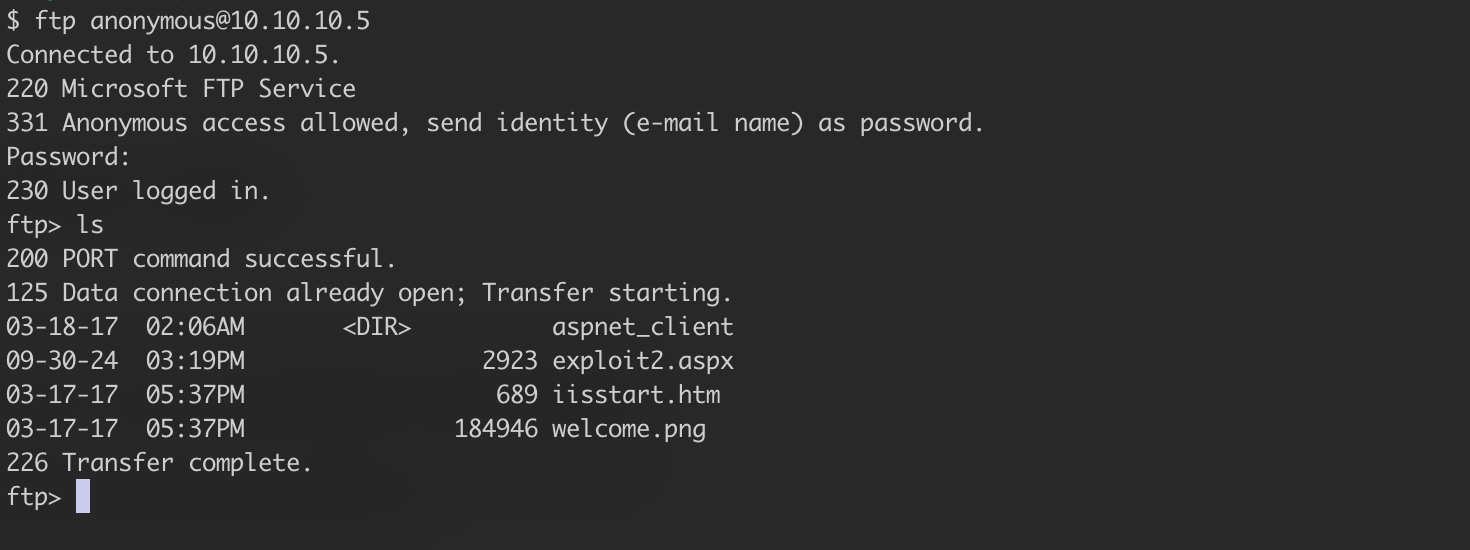 $ ftp anonymous@10.10.10.5
Connected to 10.10.10.5.
220 Microsoft FTP Service
331 Anonymous access allowed, send identity (e-mail name) as password.
Password:
230 User logged in.
ftp> ls
200 PORT command successful.
125 Data connection already open; Transfer starting.
03-18-17  02:06AM       <DIR>          aspnet_client
09-30-24  03:19PM                 2923 exploit2.aspx
03-17-17  05:37PM                  689 iisstart.htm
03-17-17  05:37PM               184946 welcome.png
226 Transfer complete.
ftp>